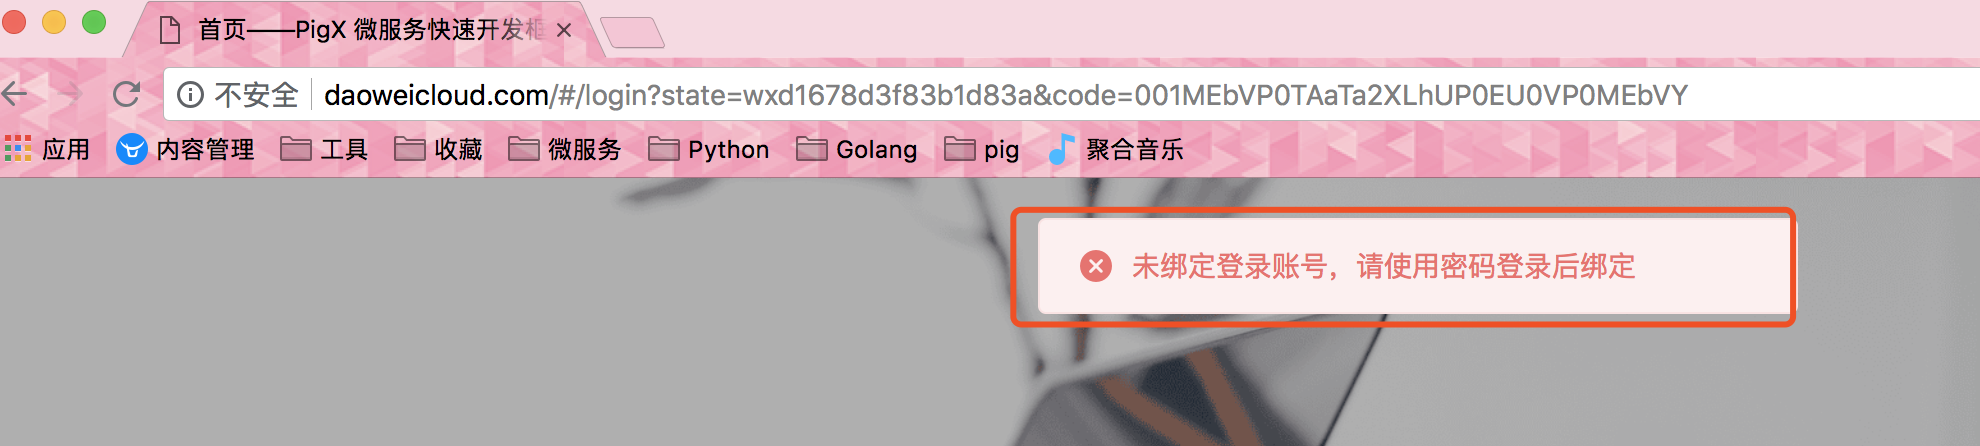 首页——PigX 微服务快速开发框
不安全 daoweicloud.com/#/login?state=wxd1678d3f83b1d83a&code=001MEbVP0TAaTa2XLhUP0EU0VP0MEbVY
应用 内容管理 工具 收藏 微服务 Python Golang pig 聚合音乐
未绑定登录账号，请使用密码登录后绑定